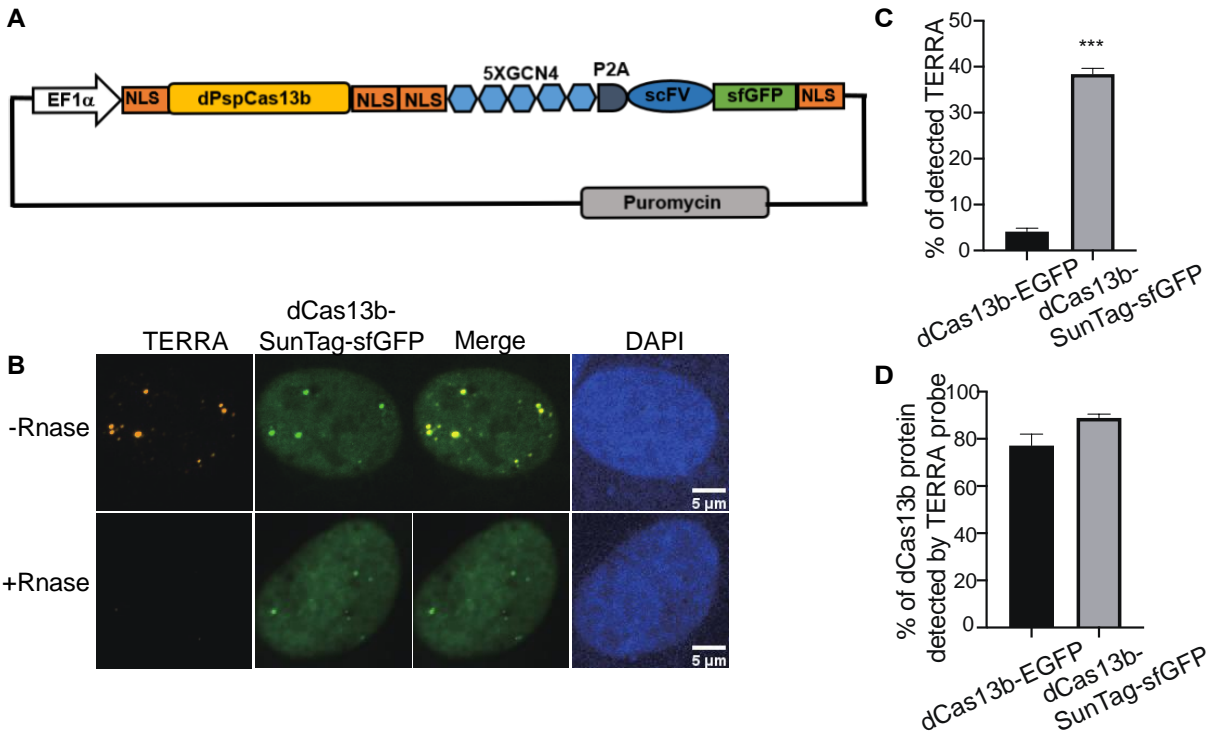 A
EF1α NLS dPspCas13b NLS NLS 5XGCN4 P2A scFV sfGFP NLS
Puromycin
B
TERRA dCas13b-
SunTag-sfGFP Merge DAPI
-Rnase
5 µm
+Rnase
5 µm
C
% of detected TERRA
50
40
30
20
10
0
***
dCas13b-EGFP
dCas13b-
SunTag-sfGFP
D
% of dCas13b protein
detected by TERRA probe
100
80
60
40
20
0
dCas13b-EGFP
dCas13b-
SunTag-sfGFP